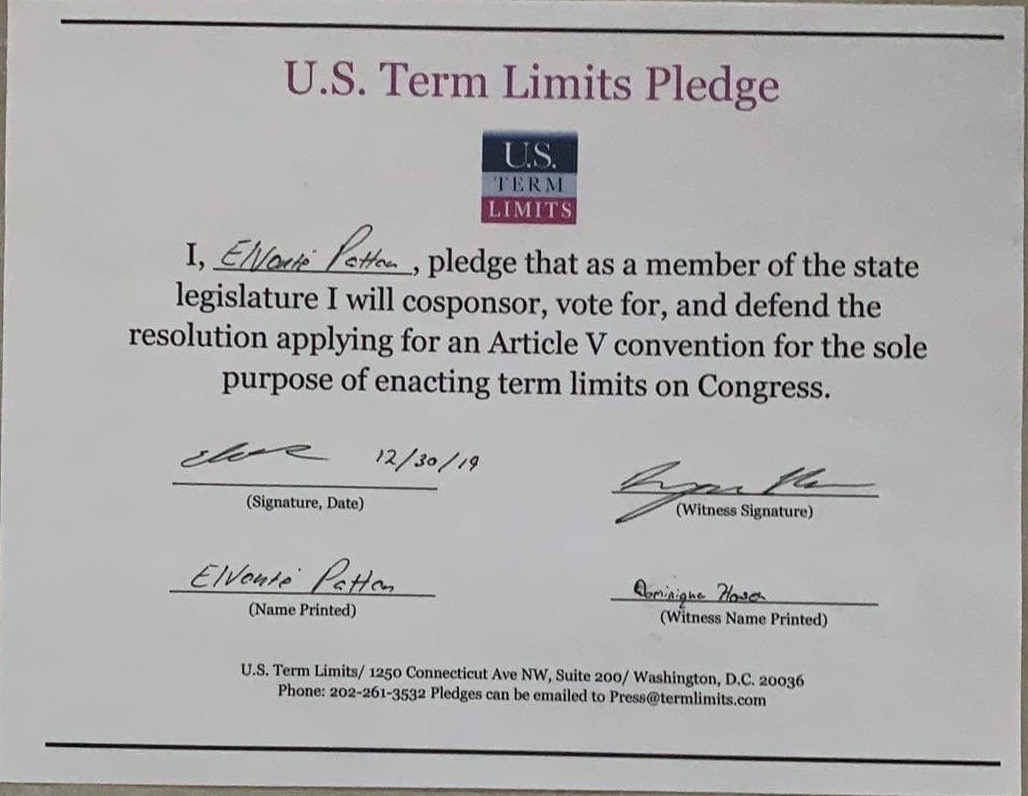 U.S. Term Limits Pledge
U.S.
TERM
LIMITS
I, ElVonté Patton, pledge that as a member of the state
legislature I will cosponsor, vote for, and defend the
resolution applying for an Article V convention for the sole
purpose of enacting term limits on Congress.
12/30/19
(Signature, Date)
(Witness Signature)
ElVonté Patton
(Name Printed)
Dominique
(Witness Name Printed)
U.S. Term Limits/ 1250 Connecticut Ave NW, Suite 200/ Washington, D.C. 20036
Phone: 202-261-3532 Pledges can be emailed to Press@termlimits.com